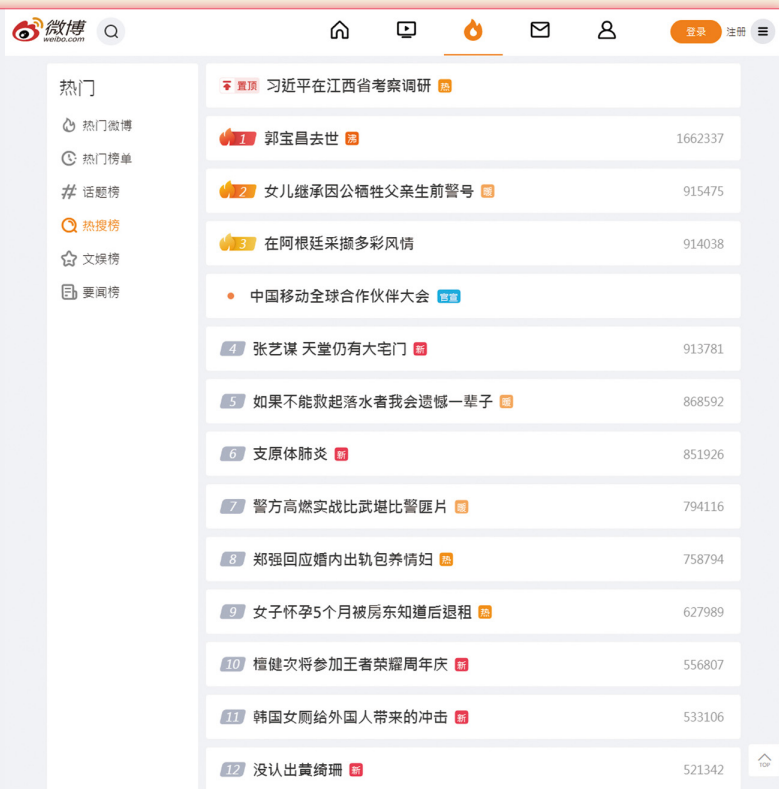 微博
weibo.com
登录 注册
热门
热门微博
热门榜单
话题榜
热搜榜
文娱榜
要闻榜
置顶 习近平在江西省考察调研 热
1 郭宝昌去世 沸 1662337
2 女儿继承因公牺牲父亲生前警号 暖 915475
3 在阿根廷采撷多彩风情 914038
中国移动全球合作伙伴大会 官宣
4 张艺谋 天堂仍有大宅门 新 913781
5 如果不能救起落水者我会遗憾一辈子 暖 868592
6 支原体肺炎 新 851926
7 警方高燃实战比武堪比警匪片 暖 794116
8 郑强回应婚内出轨包养情妇 热 758794
9 女子怀孕5个月被房东知道后退租 热 627989
10 檀健次将参加王者荣耀周年庆 新 556807
11 韩国女厕给外国人带来的冲击 新 533106
12 没认出黄绮珊 新 521342
TOP